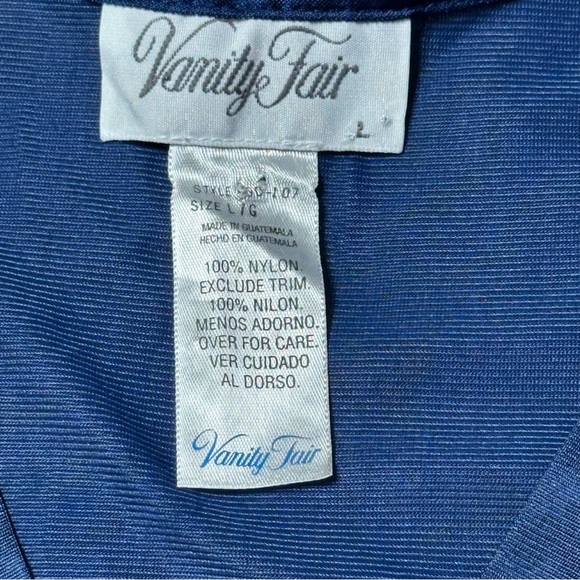 Vanity Fair
L
STYLE
SIZE L/G
MADE IN GUATEMALA
HECHO EN GUATEMALA
100% NYLON.
EXCLUDE TRIM.
100% NILON.
MENOS ADORNO.
OVER FOR CARE.
VER CUIDADO
AL DORSO.
Vanity Fair